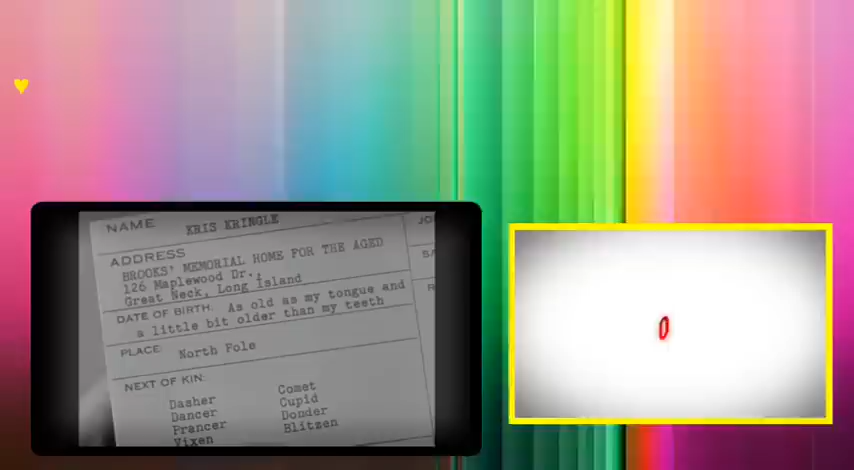 NAME KRIS KRINGLE
ADDRESS
BROOKS' MEMORIAL HOME FOR THE AGED
126 Maplewood Dr.,
Great Neck, Long Island
DATE OF BIRTH: As old as my tongue and
a little bit older than my teeth
PLACE: North Pole
NEXT OF KIN:
Dasher Comet
Dancer Cupid
Prancer Donder
Vixen Blitzen
0